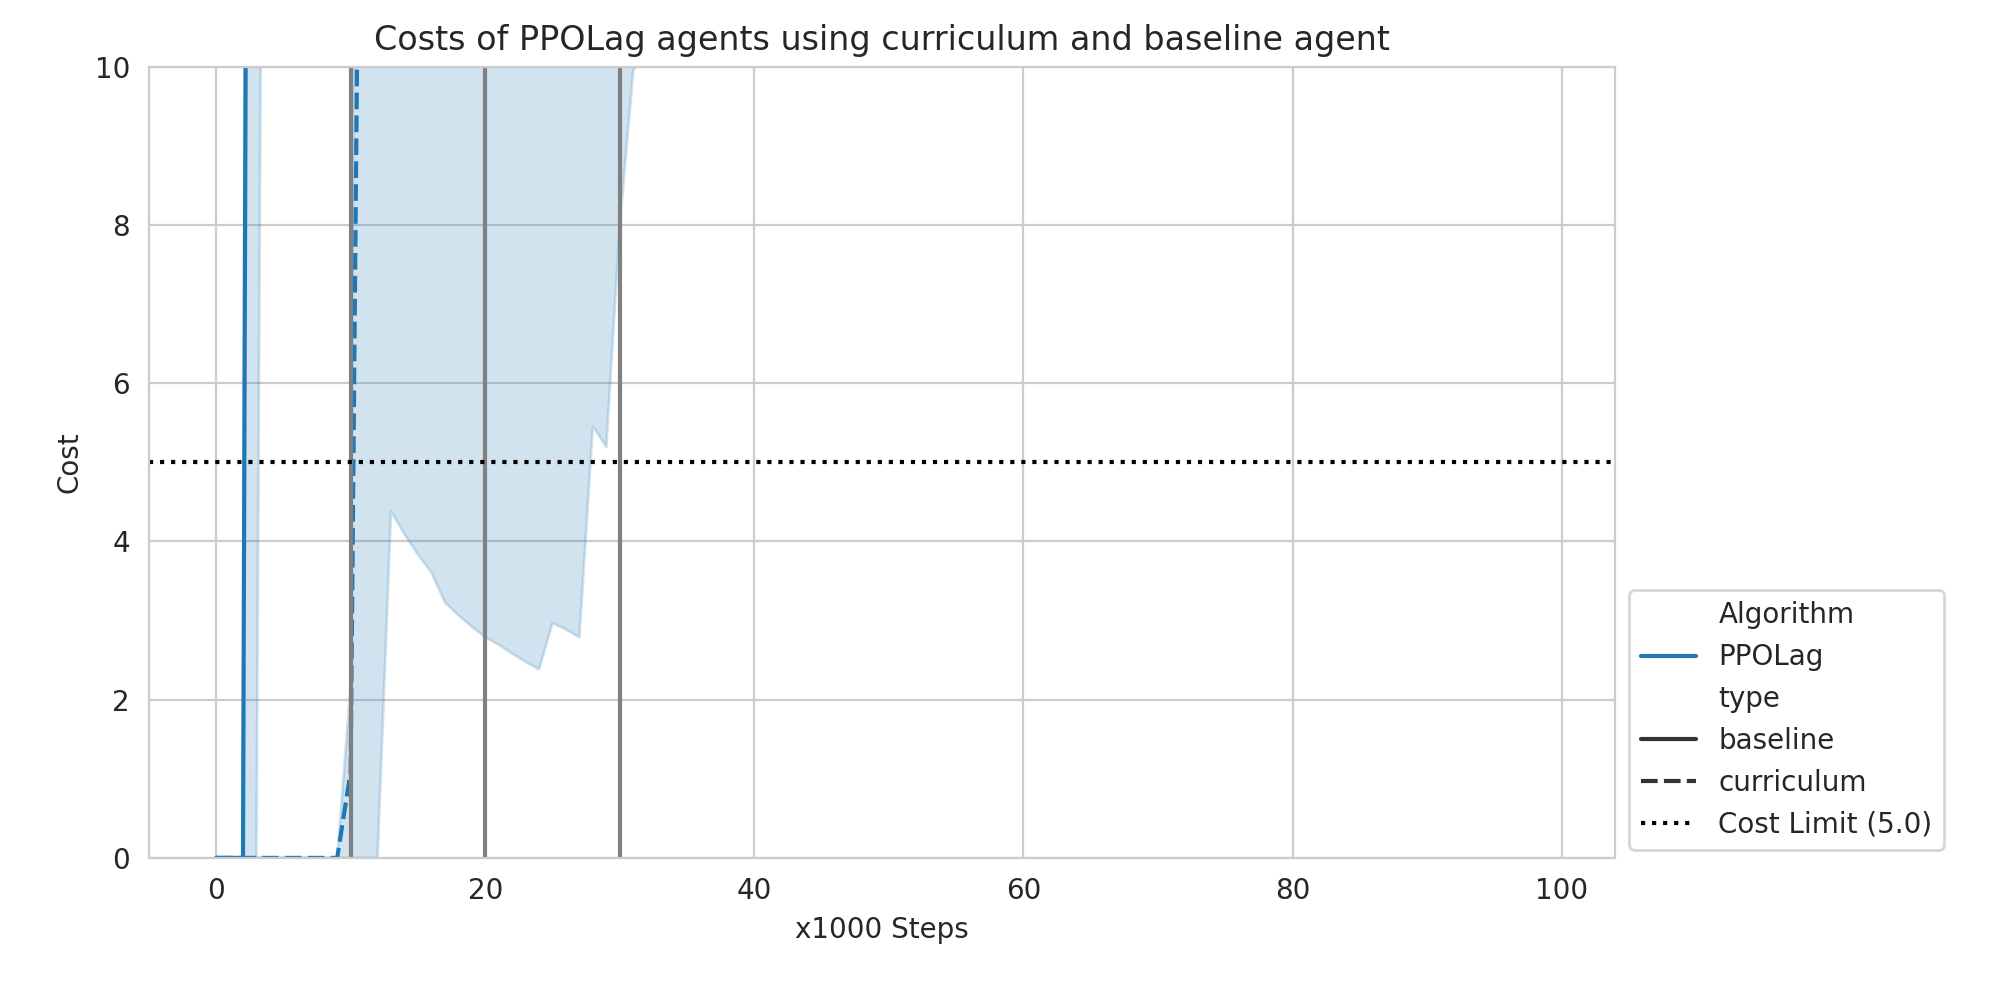 Costs of PPOLag agents using curriculum and baseline agent
10
8
6
4
2
0
Cost
0 20 40 60 80 100
x1000 Steps
Algorithm
PPOLag
type
baseline
curriculum
Cost Limit (5.0)